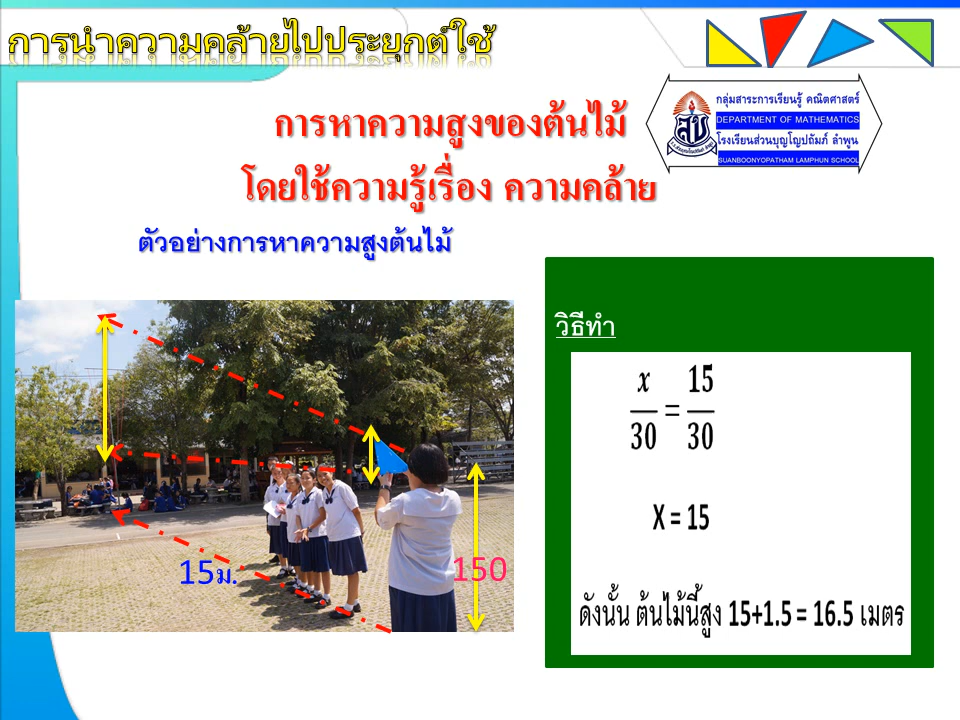 การนำความคล้ายไปประยุกต์ใช้
กลุ่มสาระการเรียนรู้ คณิตศาสตร์
DEPARTMENT OF MATHEMATICS
โรงเรียนส่วนบุญโญปถัมภ์ ลำพูน
SUANBOONYOPATHAM LAMPHUN SCHOOL
การหาความสูงของต้นไม้
โดยใช้ความรู้เรื่อง ความคล้าย
ตัวอย่างการหาความสูงต้นไม้
15ม.
150
วิธีทำ
x/30 = 15/30
X = 15
ดังนั้น ต้นไม้นี้สูง 15+1.5 = 16.5 เมตร